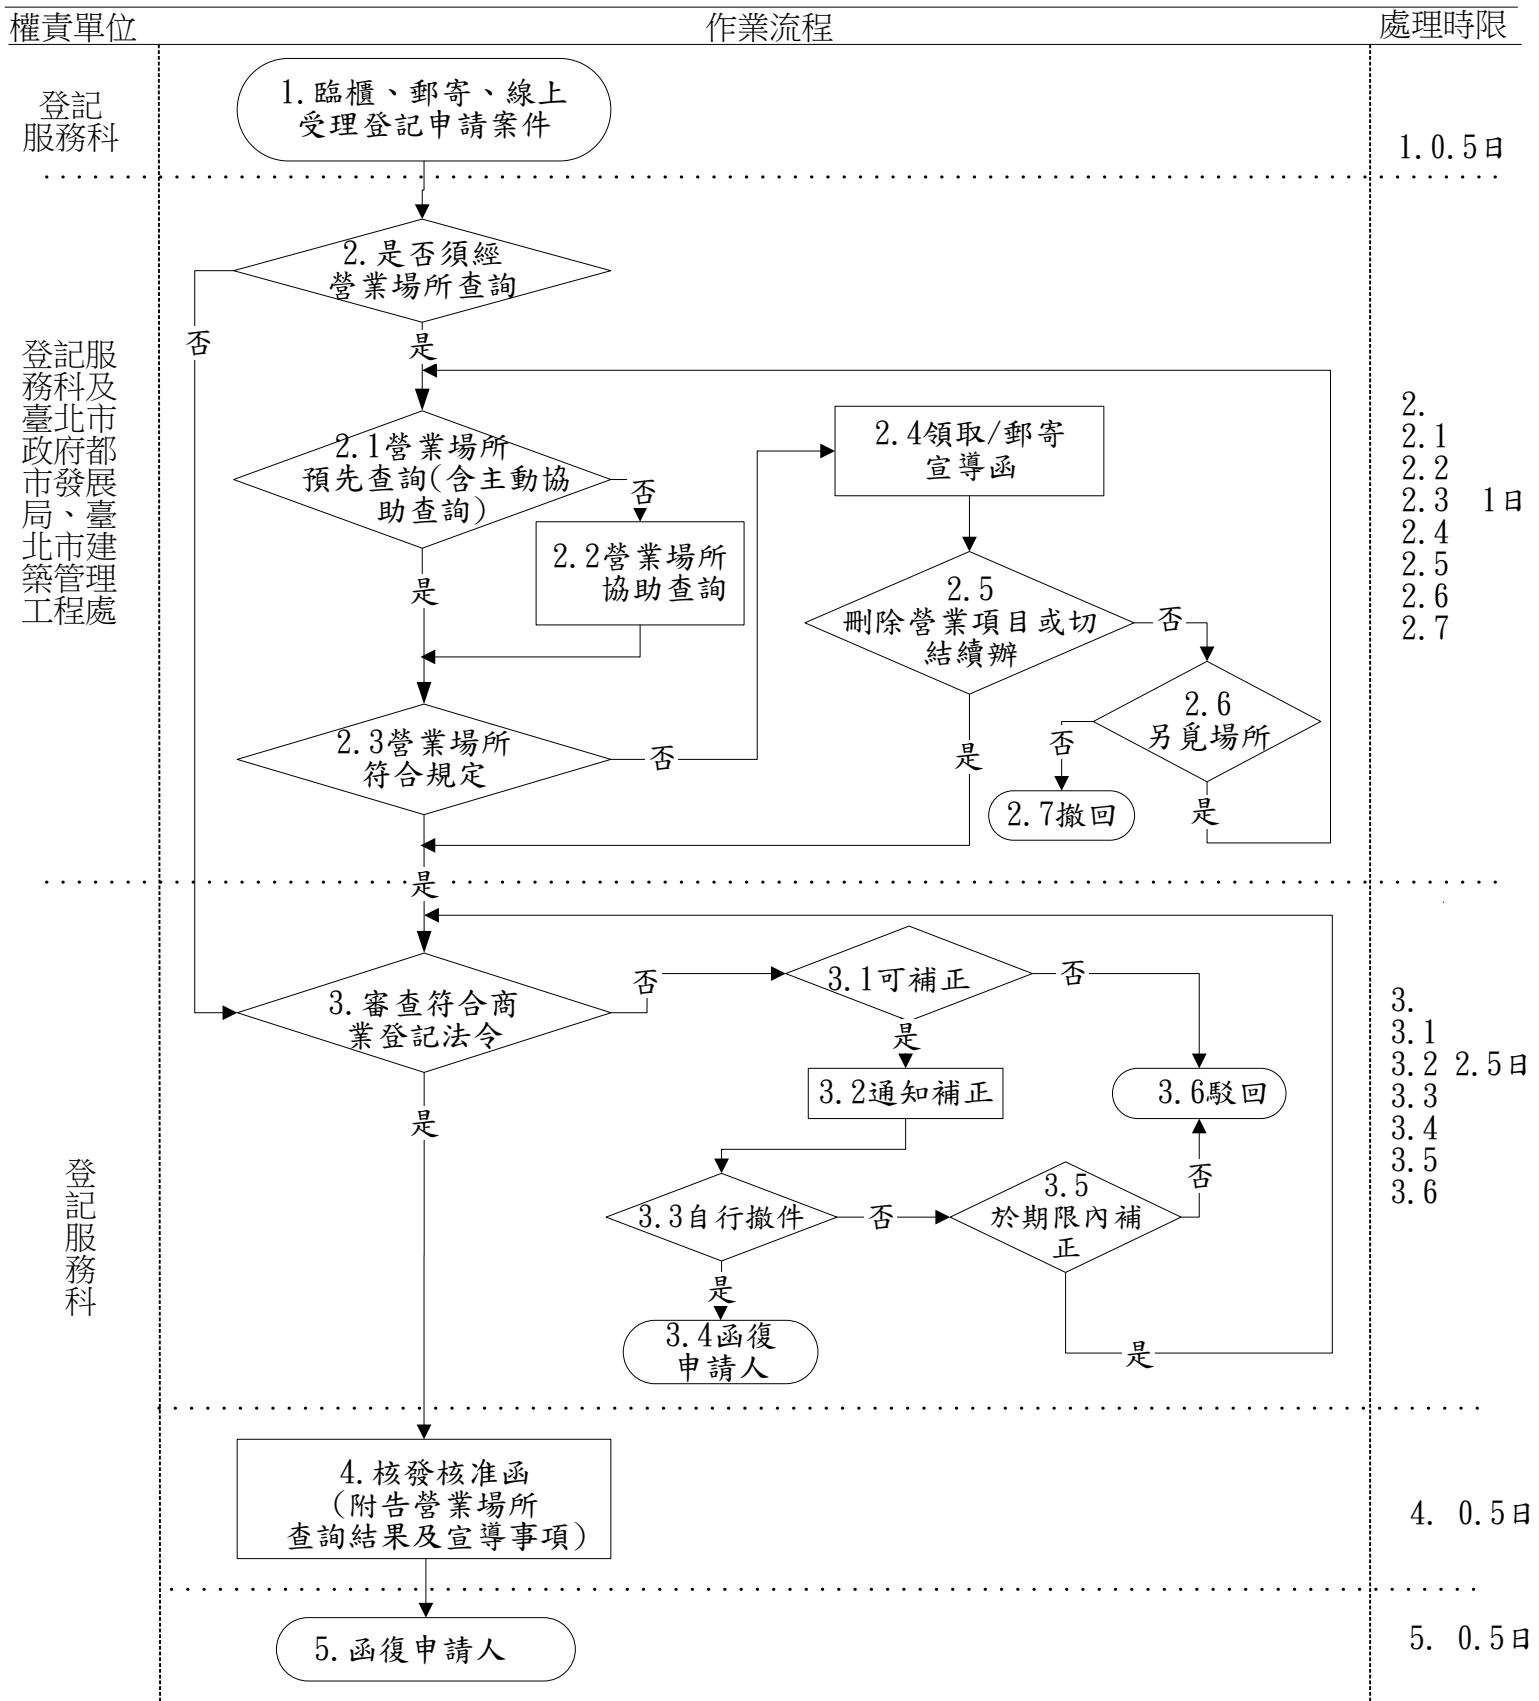 權責單位
作業流程
處理時限
登記
服務科
1.臨櫃、郵寄、線上
受理登記申請案件
1.0.5日
2.是否須經
營業場所查詢
否
是
登記服
務科及
臺北市
政府都
市發展
局、臺
北市建
築管理
工程處
2.1營業場所
預先查詢(含主動協
助查詢)
否
是
2.2營業場所
協助查詢
2.3營業場所
符合規定
否
是
2.4領取/郵寄
宣導函
2.5
刪除營業項目或切
結續辦
否
是
2.6
另覓場所
否
是
2.7撤回
2.
2.1
2.2
2.3 1日
2.4
2.5
2.6
2.7
登
記
服
務
科
3.審查符合商
業登記法令
否
是
3.1可補正
否
是
3.2通知補正
3.3自行撤件
否
是
3.4函復
申請人
3.5
於期限內補
正
否
是
3.6駁回
3.
3.1
3.2 2.5日
3.3
3.4
3.5
3.6
4.核發核准函
(附告營業場所
查詢結果及宣導事項)
4. 0.5日
5.函復申請人
5. 0.5日